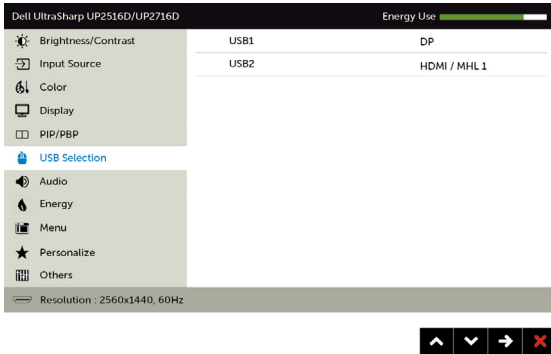 Dell UltraSharp UP2516D/UP2716D Energy Use
Brightness/Contrast USB1 DP
Input Source USB2 HDMI / MHL 1
Color
Display
PIP/PBP
USB Selection
Audio
Energy
Menu
Personalize
Others
Resolution : 2560x1440, 60Hz